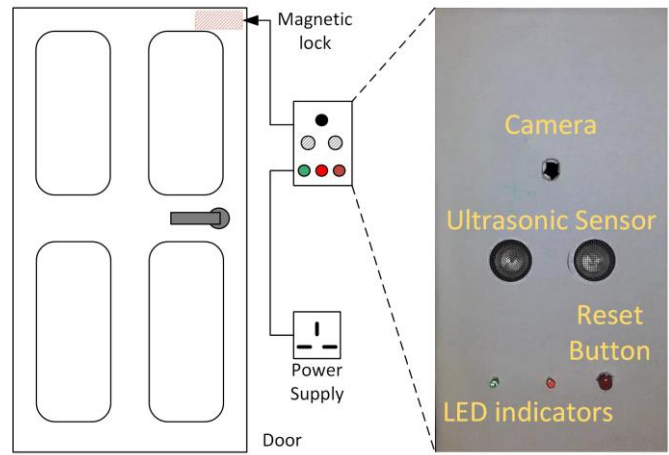 Magnetic
lock
Power
Supply
Door
Camera
Ultrasonic Sensor
Reset
Button
LED indicators